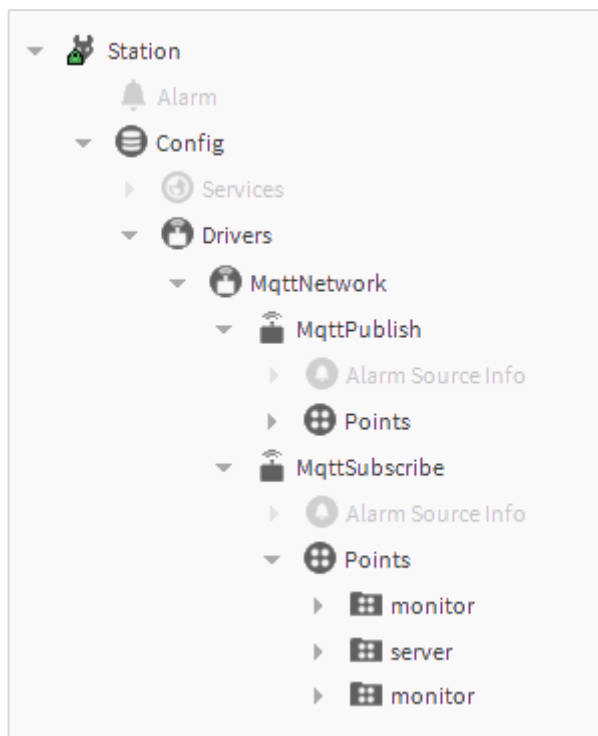 Station
Alarm
Config
Services
Drivers
MqttNetwork
MqttPublish
Alarm Source Info
Points
MqttSubscribe
Alarm Source Info
Points
monitor
server
monitor